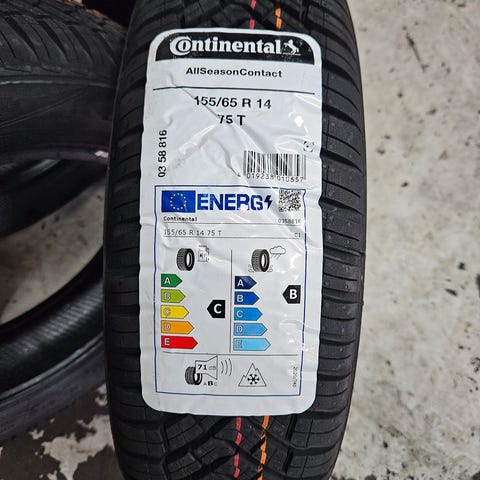 Continental
AllSeasonContact
155/65 R 14
75 T
03 58 816
ENERG
Continental
0358816
155/65 R 14 75 T
C1
A
B
C
D
E
C
A
B
C
D
E
B
71 dB
ABC